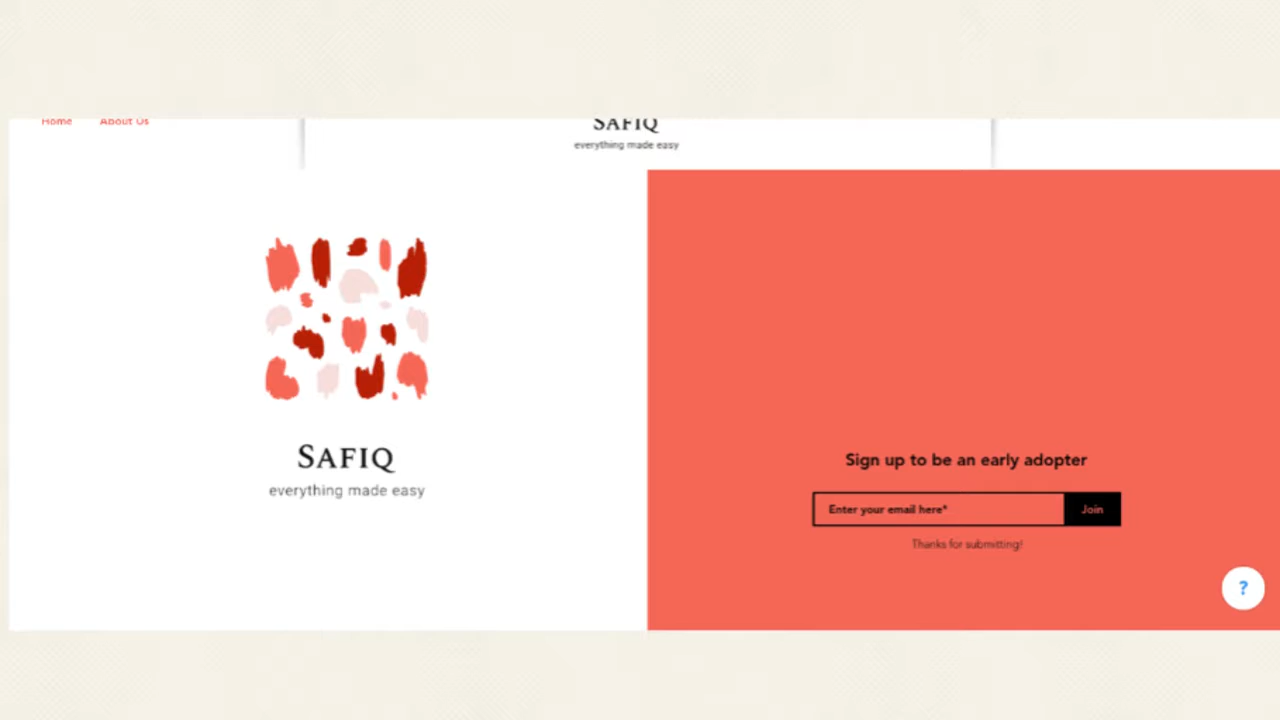 Home About Us
SAFIQ
everything made easy
SAFIQ
everything made easy
Sign up to be an early adopter
Enter your email here*
Join
Thanks for submitting!
?